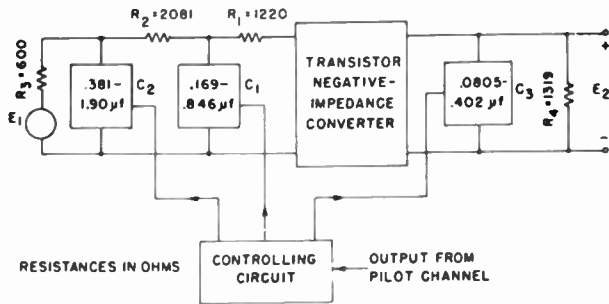 R2=2081
R1=1220
R3=600
E1
.381-
1.90 µf
C2
.169-
.846 µf
C1
TRANSISTOR
NEGATIVE-
IMPEDANCE
CONVERTER
.0805-
.402 µf
C3
R4=1319
+
E2
-
RESISTANCES IN OHMS
CONTROLLING
CIRCUIT
OUTPUT FROM
PILOT CHANNEL